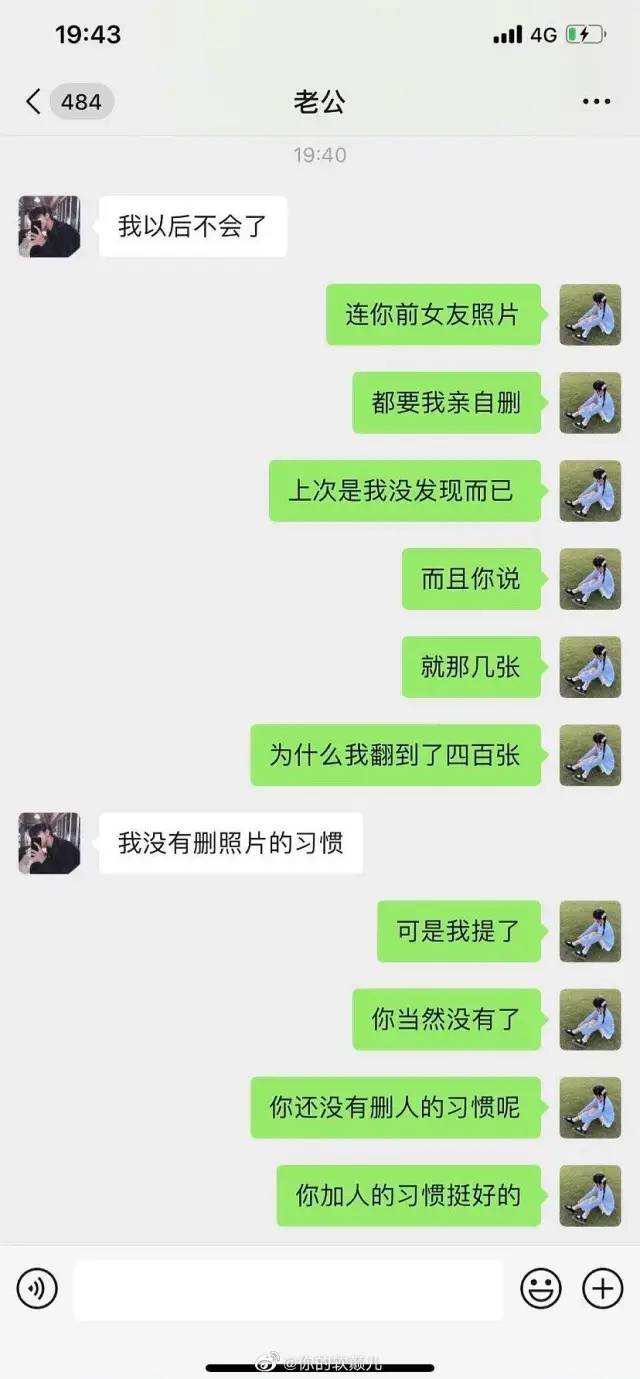 19:43
4G
484
老公
19:40
我以后不会了
连你前女友照片
都要我亲自删
上次是我没发现而已
而且你说
就那几张
为什么我翻到了四百张
我没有删照片的习惯
可是我提了
你当然没有了
你还没有删人的习惯呢
你加人的习惯挺好的
@你的软颠儿